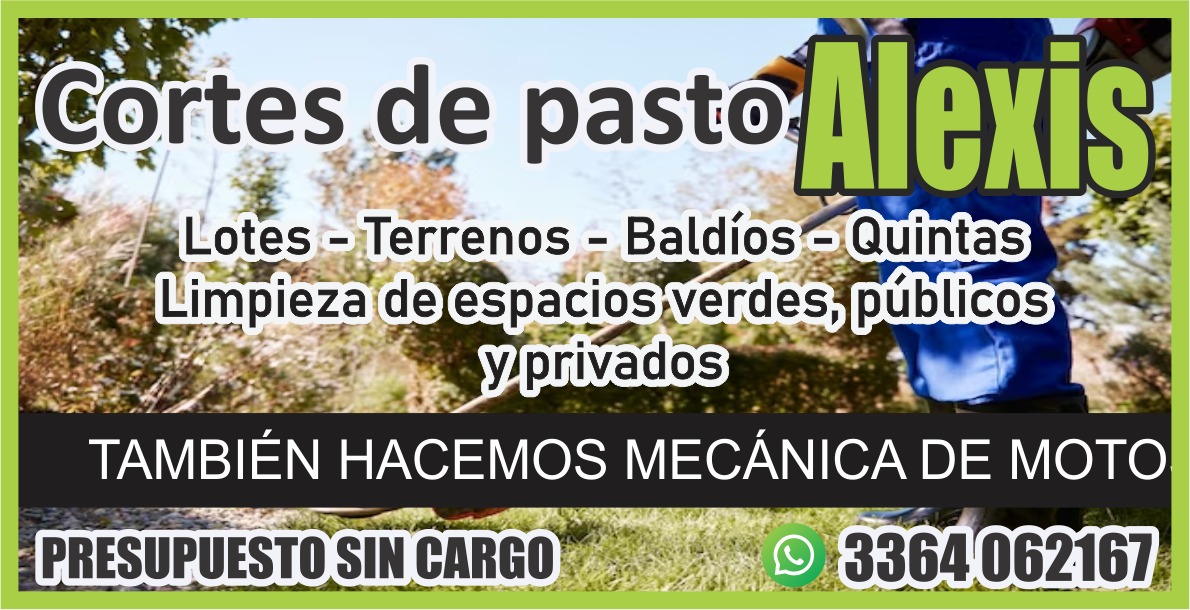 Cortes de pasto Alexis
Lotes - Terrenos - Baldíos - Quintas
Limpieza de espacios verdes, públicos
y privados
TAMBIÉN HACEMOS MECÁNICA DE MOTO
PRESUPUESTO SIN CARGO
3364 062167